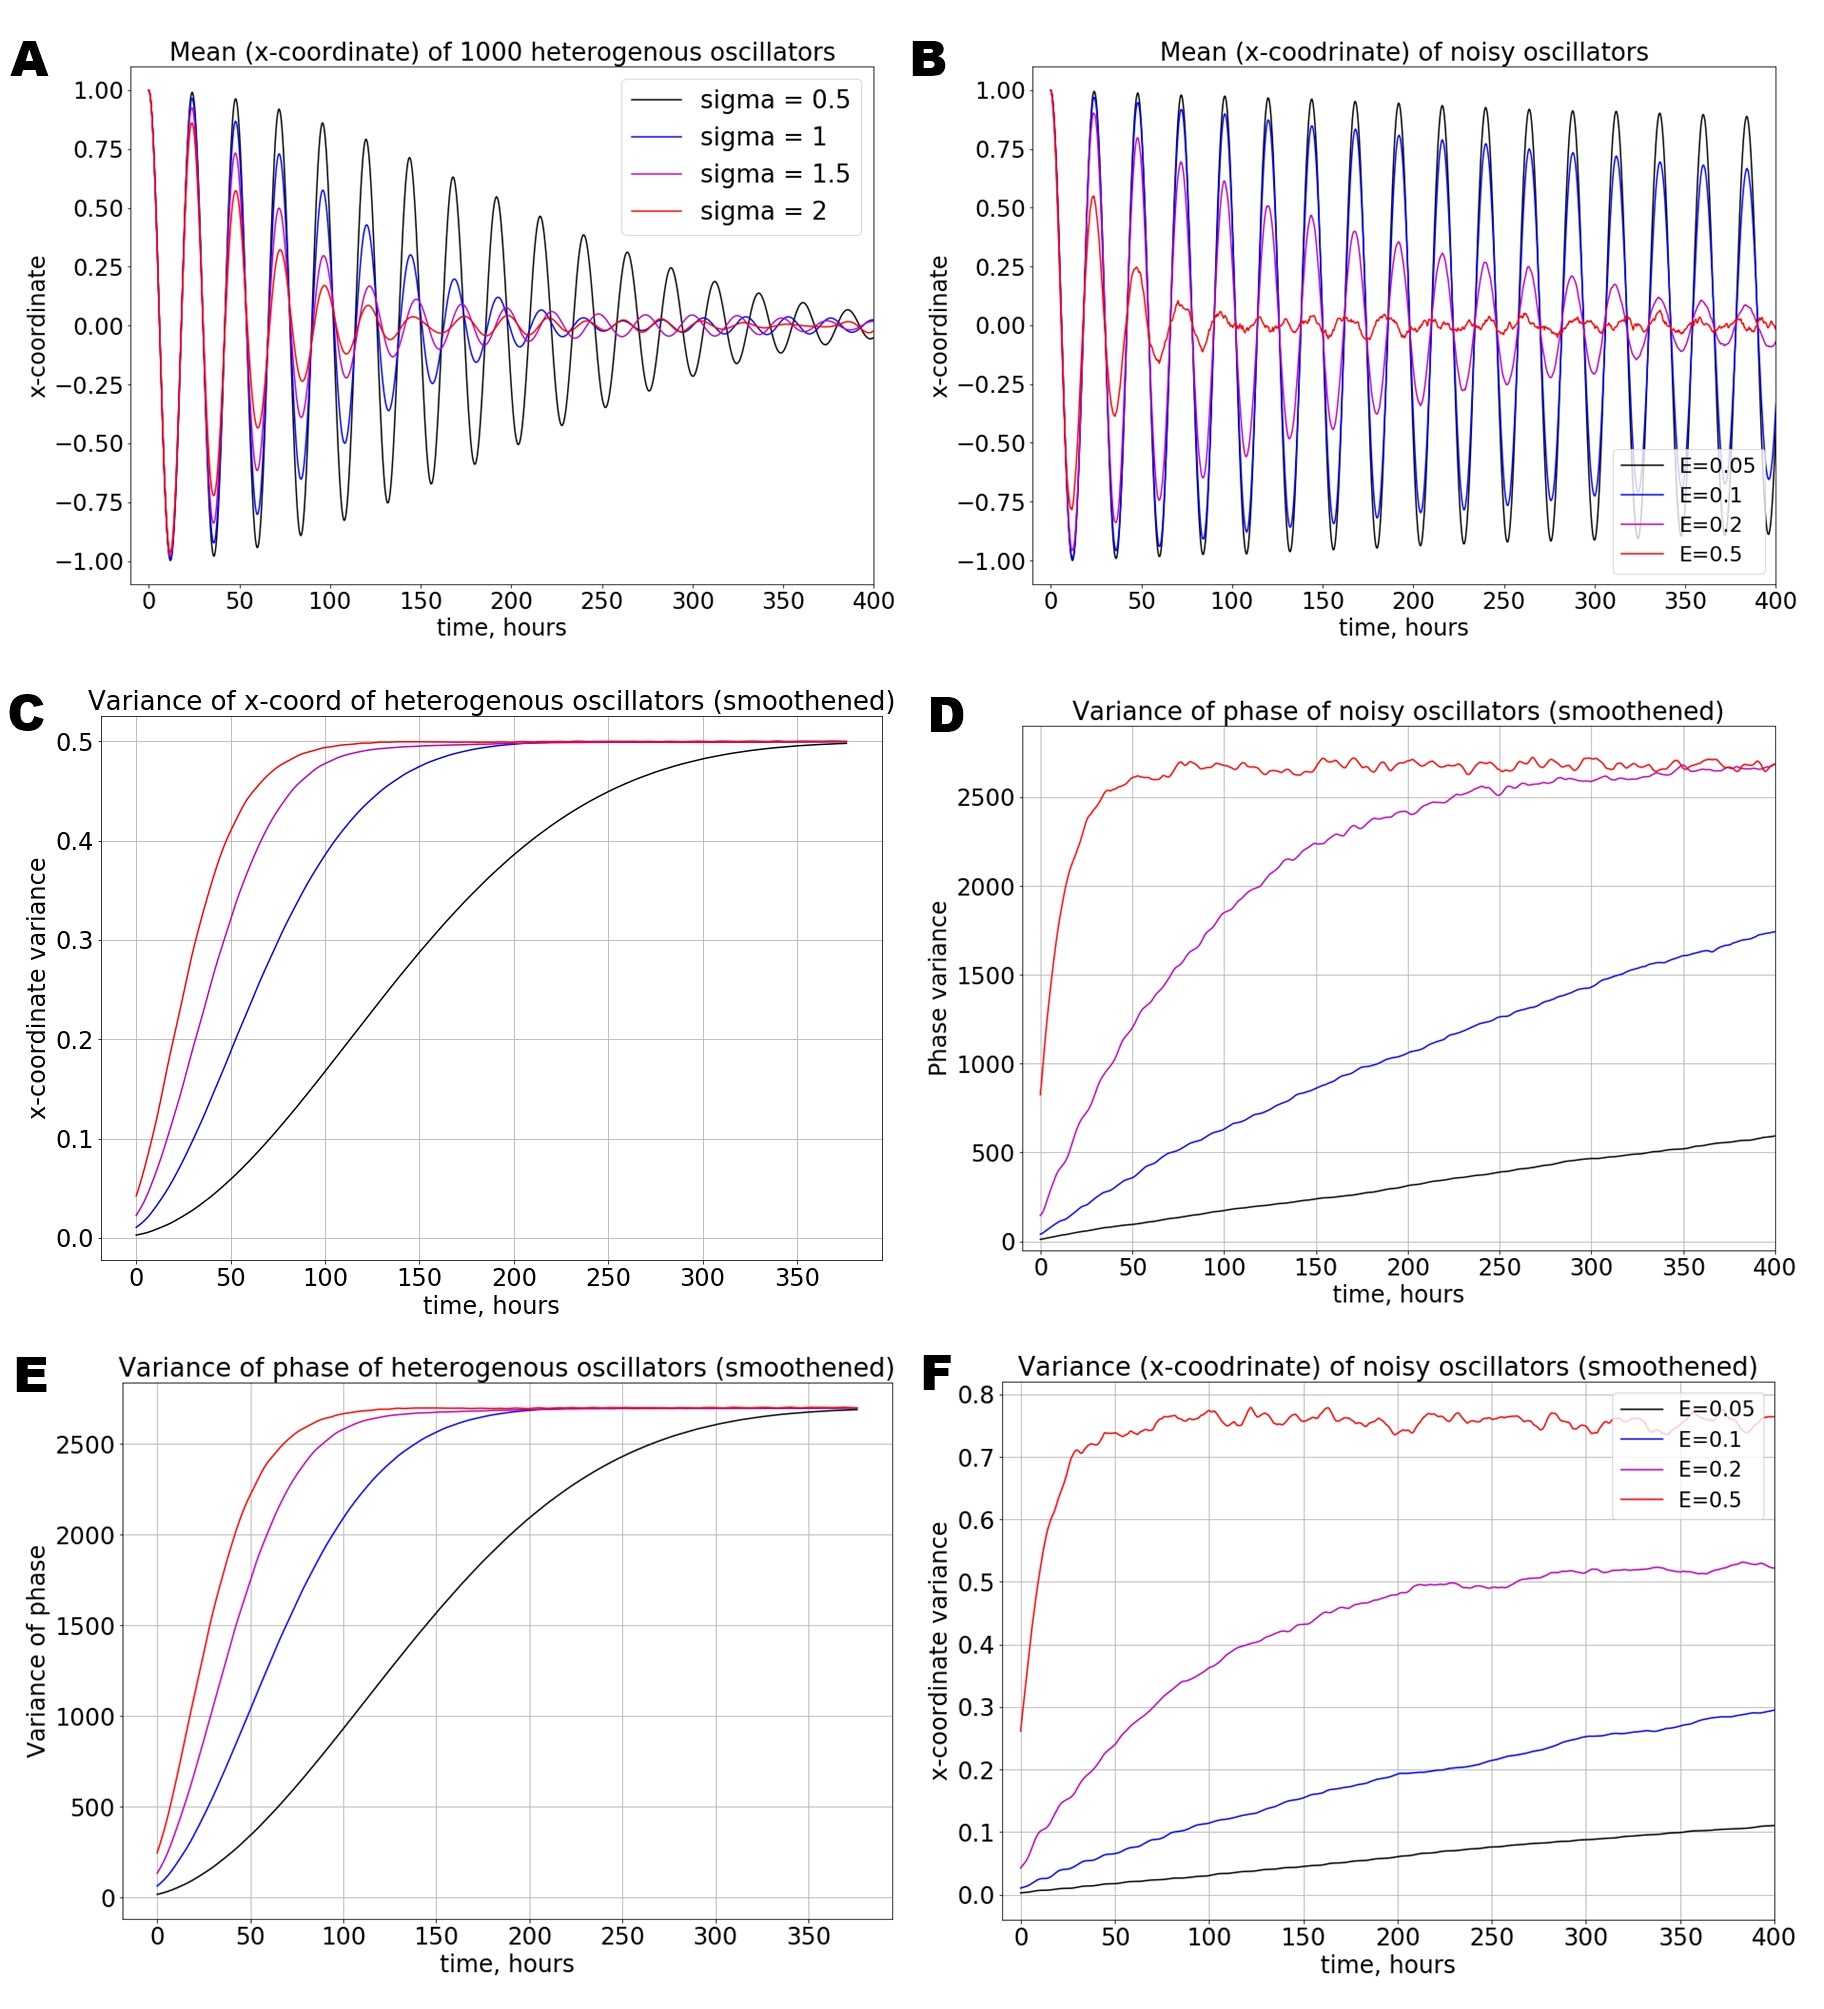 A
Mean (x-coordinate) of 1000 heterogenous oscillators
x-coordinate
1.00
0.75
0.50
0.25
0.00
−0.25
−0.50
−0.75
−1.00
sigma = 0.5
sigma = 1
sigma = 1.5
sigma = 2
0 50 100 150 200 250 300 350 400
time, hours
B
Mean (x-coodrinate) of noisy oscillators
x-coordinate
1.00
0.75
0.50
0.25
0.00
−0.25
−0.50
−0.75
−1.00
E=0.05
E=0.1
E=0.2
E=0.5
0 50 100 150 200 250 300 350 400
time, hours
C
Variance of x-coord of heterogenous oscillators (smoothened)
x-coordinate variance
0.5
0.4
0.3
0.2
0.1
0.0
0 50 100 150 200 250 300 350
time, hours
D
Variance of phase of noisy oscillators (smoothened)
Phase variance
2500
2000
1500
1000
500
0
0 50 100 150 200 250 300 350 400
time, hours
E
Variance of phase of heterogenous oscillators (smoothened)
Variance of phase
2500
2000
1500
1000
500
0
0 50 100 150 200 250 300 350
time, hours
F
Variance (x-coodrinate) of noisy oscillators (smoothened)
x-coordinate variance
0.8
0.7
0.6
0.5
0.4
0.3
0.2
0.1
0.0
E=0.05
E=0.1
E=0.2
E=0.5
0 50 100 150 200 250 300 350 400
time, hours